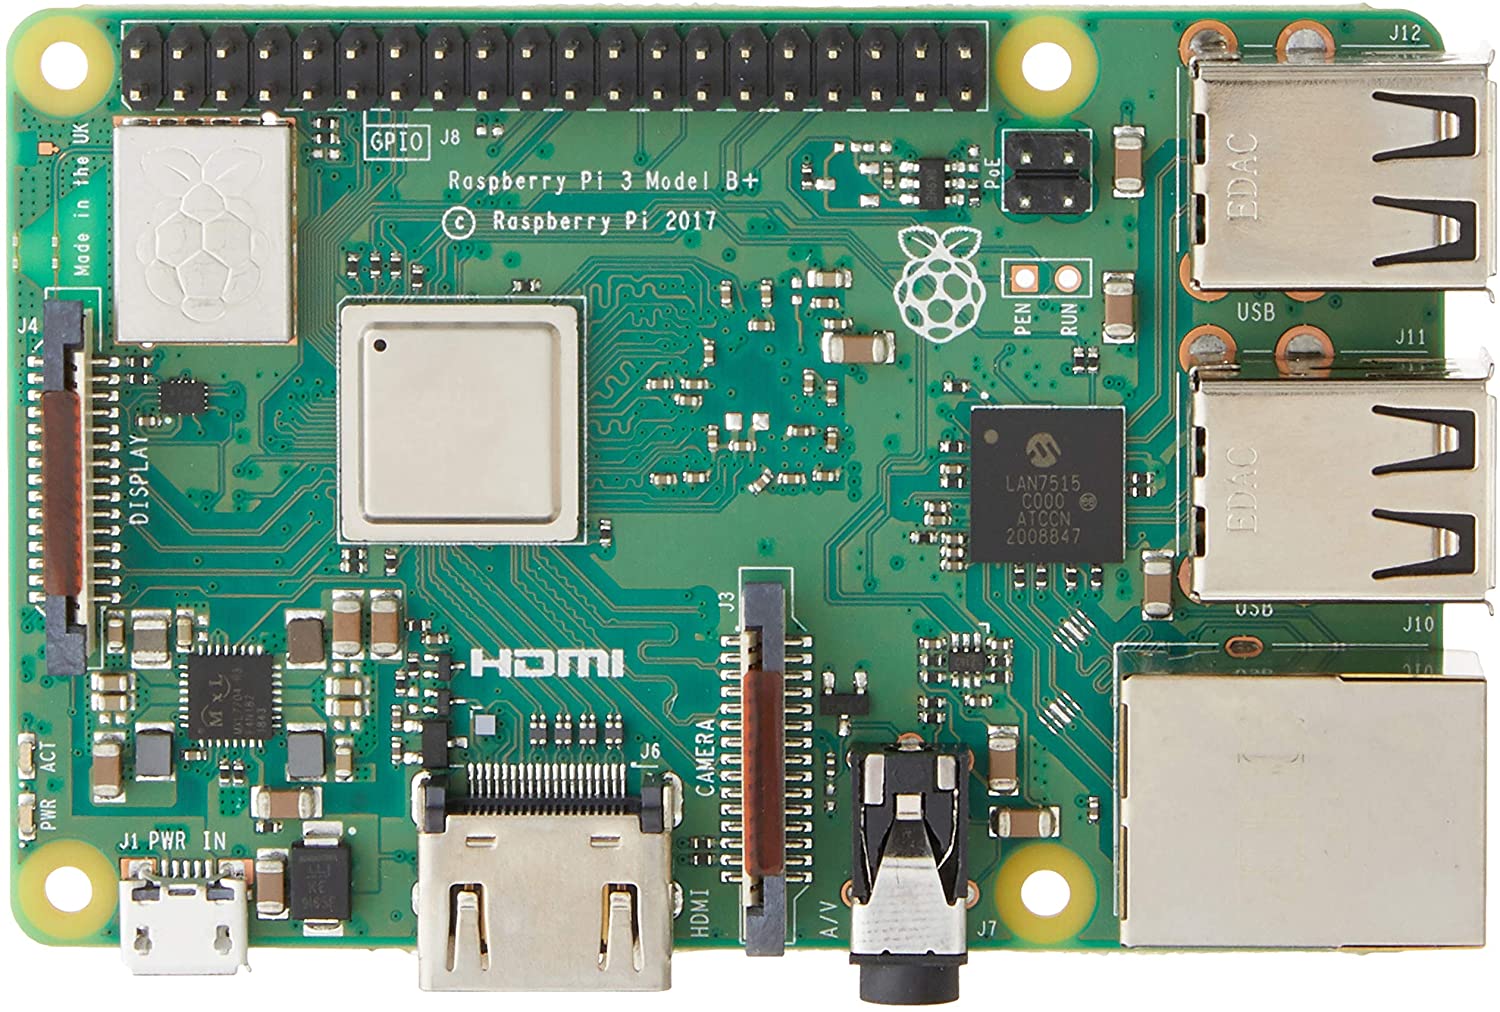 J12
GPIO J8
Made in the UK
Raspberry Pi 3 Model B+
© Raspberry Pi 2017
PoE
EDAC
PEN
RUN
USB
J4
J11
DISPLAY
LAN7515
C000
ATCCN
2008847
EDAC
USB
J3
J10
HDMI
ACT
PWR
CAMERA
J6
J1 PWR IN
HDMI
A/V
J7